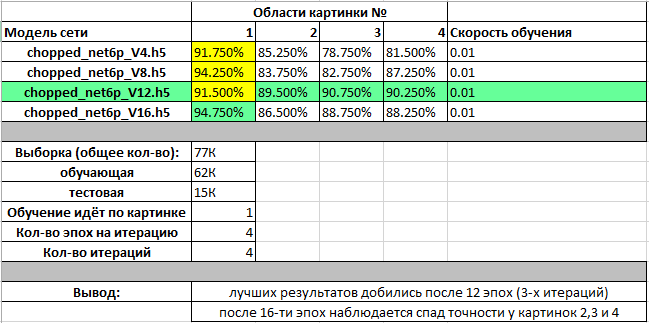 Области картинки №
Модель сети 1 2 3 4 Скорость обучения
chopped_net6p_V4.h5 91.750% 85.250% 78.750% 81.500% 0.01
chopped_net6p_V8.h5 94.250% 83.750% 82.750% 87.250% 0.01
chopped_net6p_V12.h5 91.500% 89.500% 90.750% 90.250% 0.01
chopped_net6p_V16.h5 94.750% 86.500% 88.750% 88.250% 0.01
Выборка (общее кол-во): 77К
обучающая 62К
тестовая 15К
Обучение идёт по картинке 1
Кол-во эпох на итерацию 4
Кол-во итераций 4
Вывод: лучших результатов добились после 12 эпох (3-х итераций)
после 16-ти эпох наблюдается спад точности у картинок 2,3 и 4